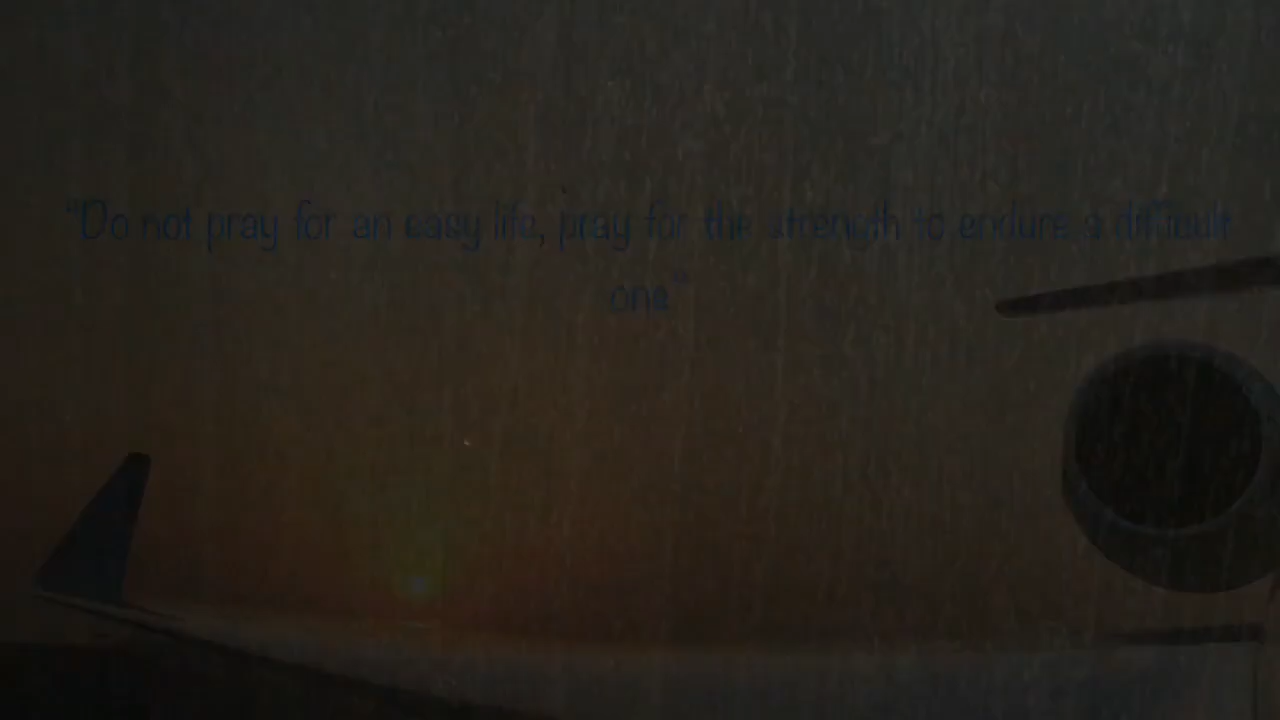 "Do not pray for an easy life, pray for the strength to endure a difficult
one"